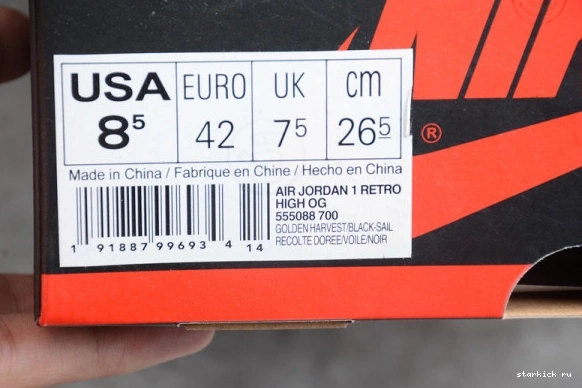 USA EURO UK cm
8⁵ 42 7⁵ 26⁵
Made in China / Fabrique en Chine / Hecho en China
AIR JORDAN 1 RETRO
HIGH OG
555088 700
GOLDEN HARVEST/BLACK-SAIL
RECOLTE DOREE/VOILE/NOIR
1 91887 99693 4 14
®
starkick ru